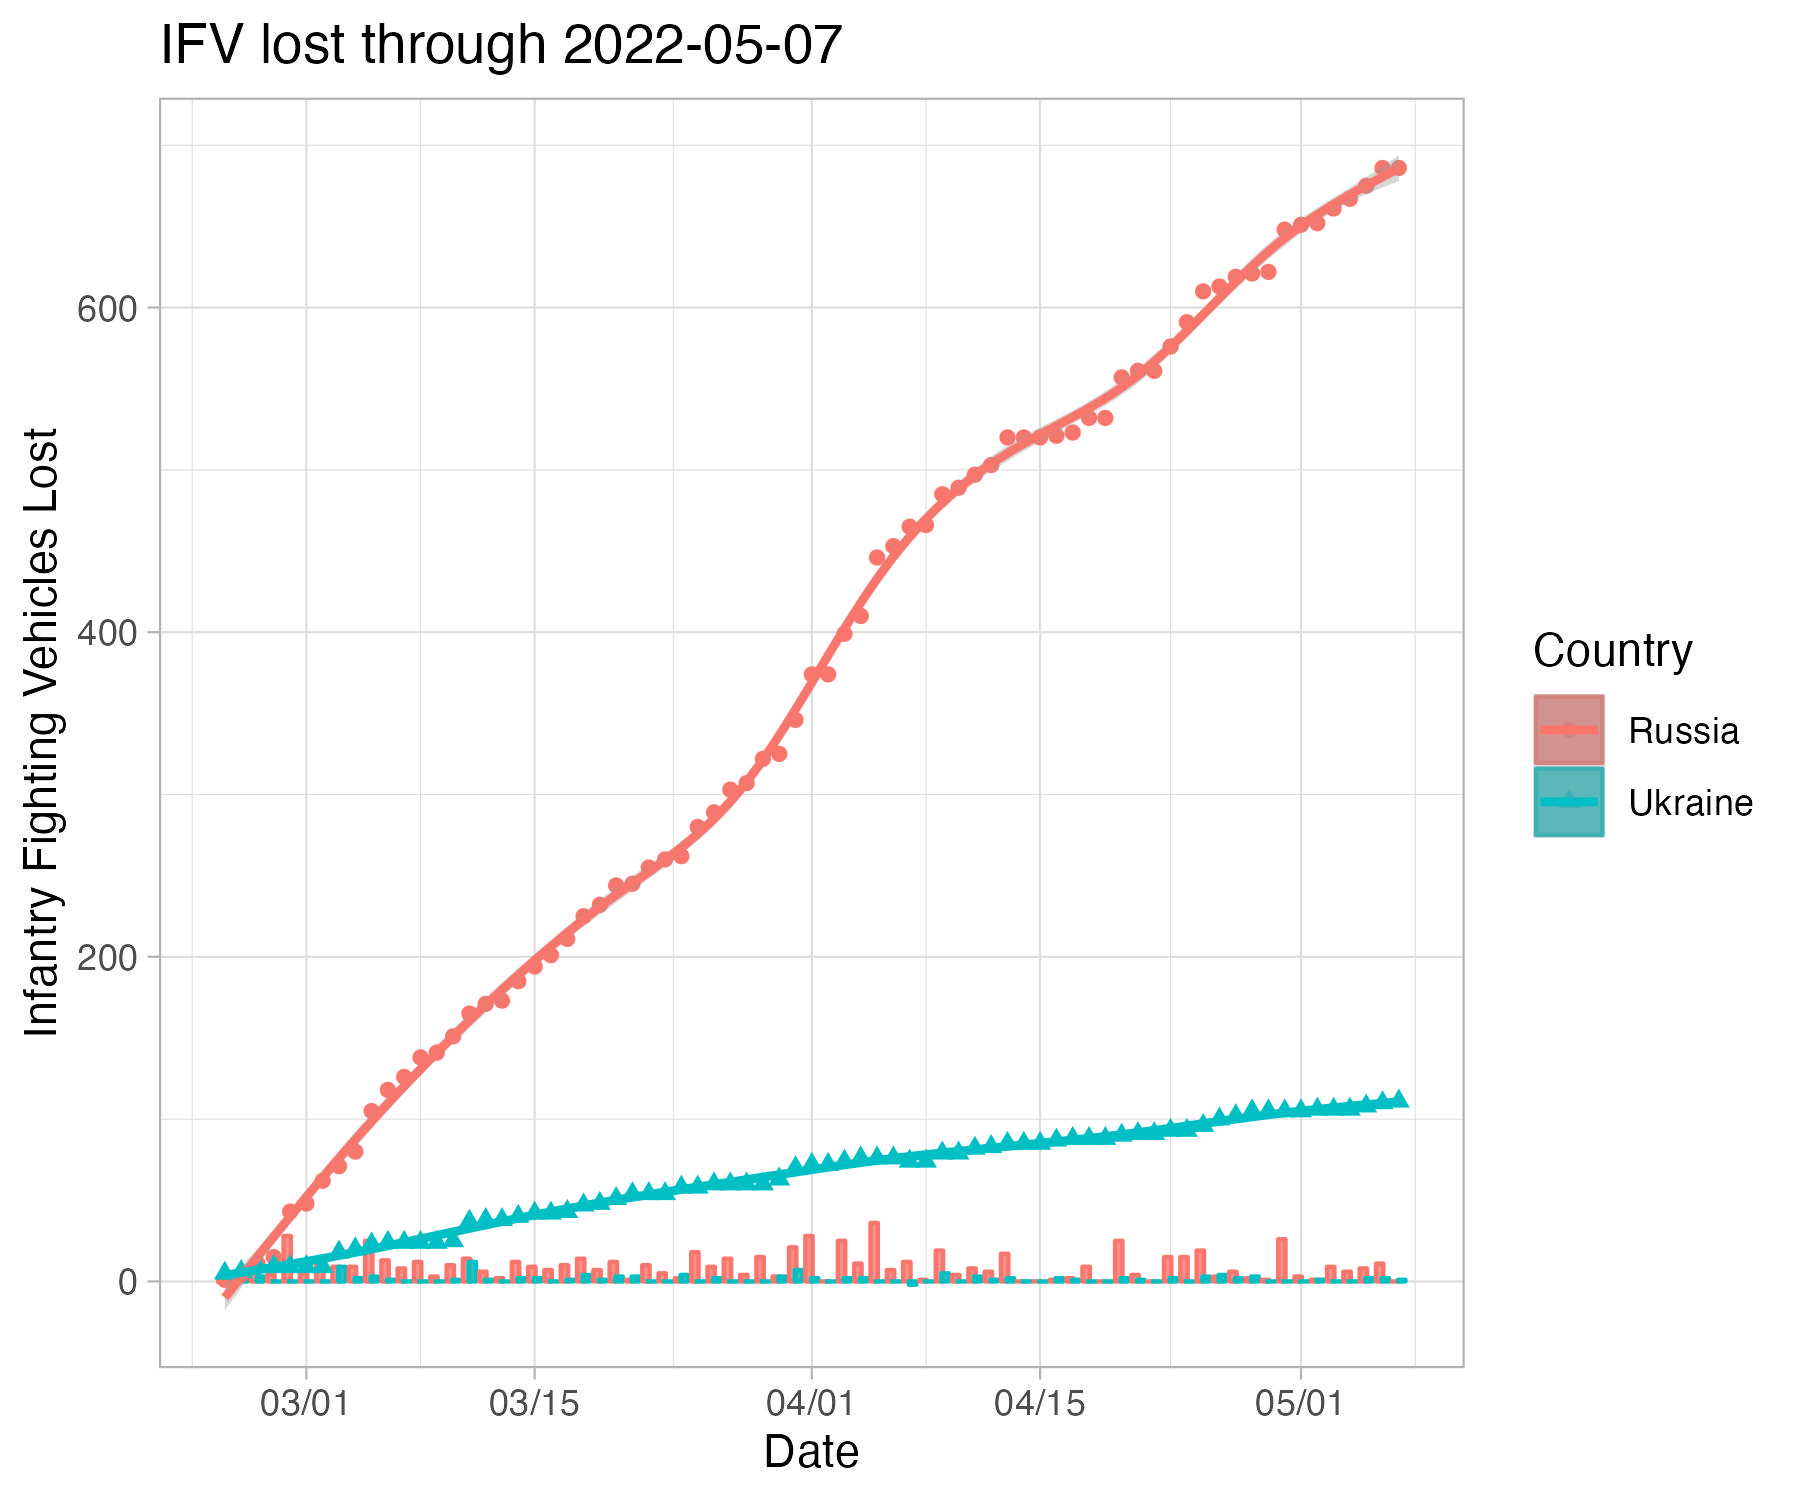 IFV lost through 2022-05-07
Infantry Fighting Vehicles Lost
600
400
200
0
03/01
03/15
04/01
04/15
05/01
Date
Country
Russia
Ukraine